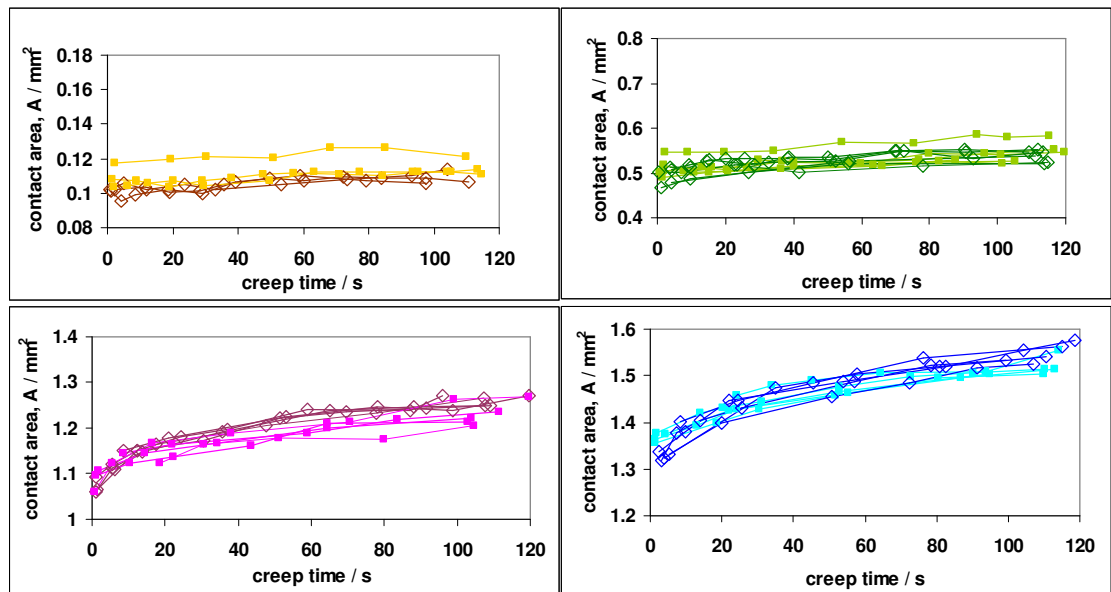 0.18
0.16
0.14
0.12
0.1
0.08
contact area, A / mm²
0 20 40 60 80 100 120
creep time / s
0.8
0.7
0.6
0.5
0.4
contact area, A / mm²
0 20 40 60 80 100 120
creep time / s
1.4
1.3
1.2
1.1
1
contact area, A / mm²
0 20 40 60 80 100 120
creep time / s
1.6
1.5
1.4
1.3
1.2
contact area, A / mm²
0 20 40 60 80 100 120
creep time / s